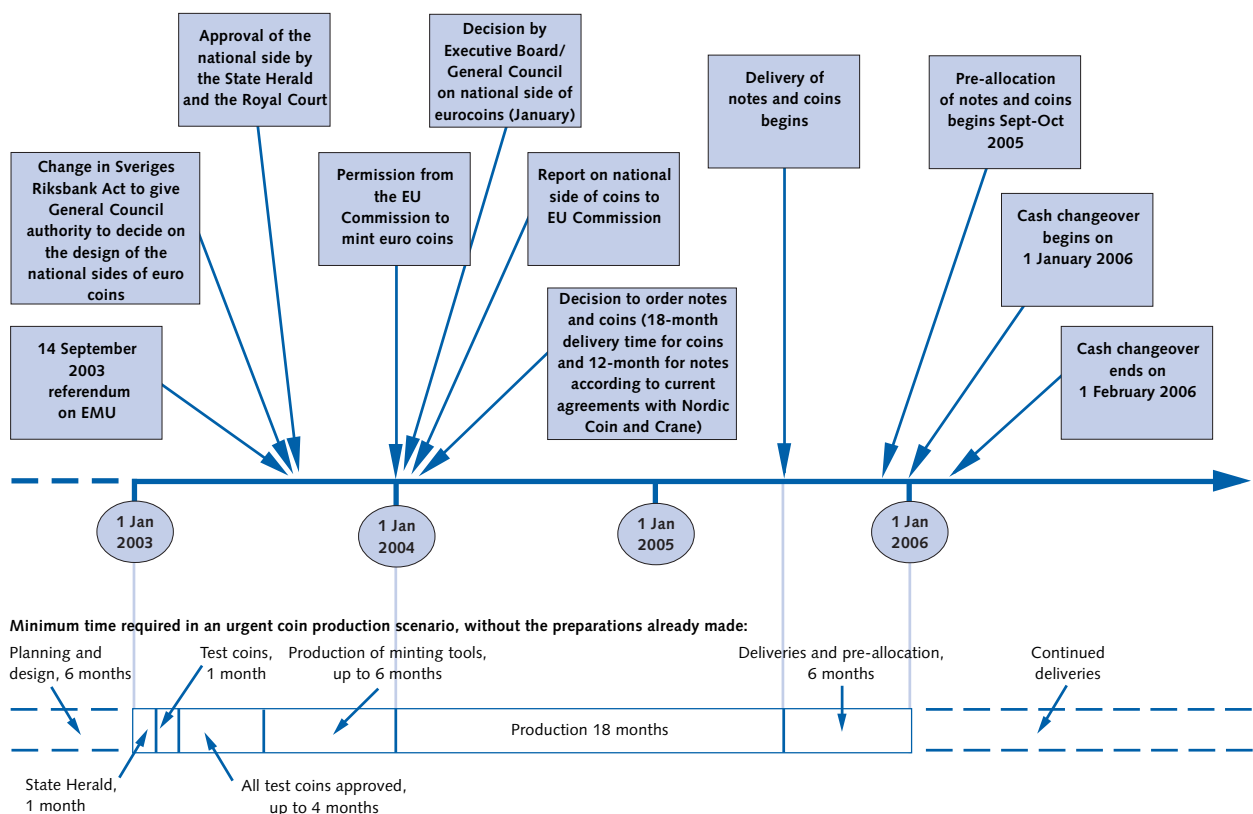 Approval of the
national side by
the State Herald
and the Royal Court
Decision by
Executive Board/
General Council
on national side of
eurocoins (January)
Delivery of
notes and coins
begins
Pre-allocation
of notes and coins
begins Sept-Oct
2005
Change in Sveriges
Riksbank Act to give
General Council
authority to decide on
the design of the
national sides of euro
coins
Permission from
the EU
Commission to
mint euro coins
Report on national
side of coins to
EU Commission
Cash changeover
begins on
1 January 2006
14 September
2003
referendum
on EMU
Decision to order notes
and coins (18-month
delivery time for coins
and 12-month for notes
according to current
agreements with Nordic
Coin and Crane)
Cash changeover
ends on
1 February 2006
1 Jan
2003
1 Jan
2004
1 Jan
2005
1 Jan
2006
Minimum time required in an urgent coin production scenario, without the preparations already made:
Planning and
design, 6 months
Test coins,
1 month
Production of minting tools,
up to 6 months
Deliveries and pre-allocation,
6 months
Continued
deliveries
Production 18 months
State Herald,
1 month
All test coins approved,
up to 4 months